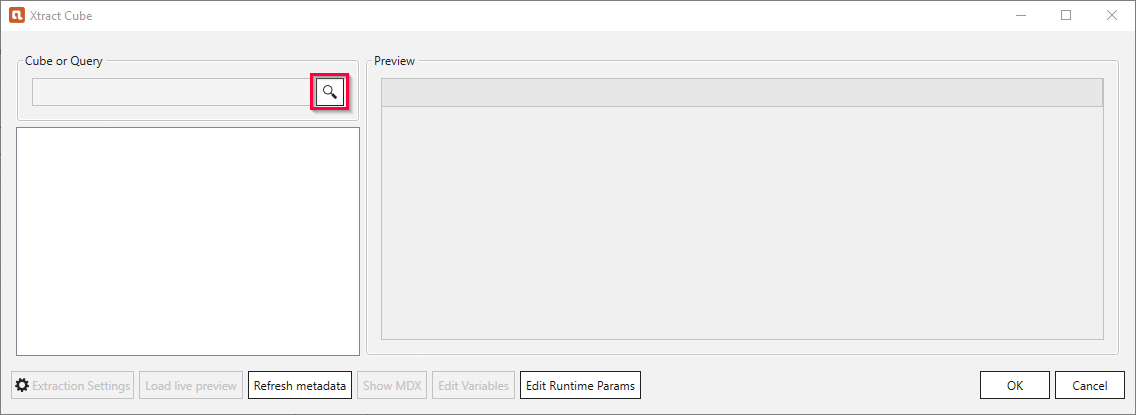 Xtract Cube
Cube or Query
Preview
Extraction Settings
Load live preview
Refresh metadata
Show MDX
Edit Variables
Edit Runtime Params
OK
Cancel